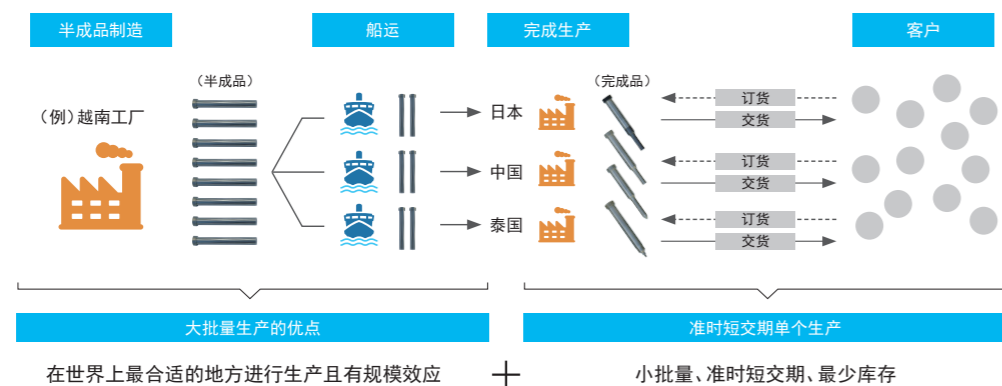 半成品制造
船运
完成生产
客户
（半成品）
（完成品）
（例）越南工厂
日本
订货
交货
中国
订货
交货
泰国
订货
交货
大批量生产的优点
准时短交期单个生产
在世界上最合适的地方进行生产且有规模效应
＋
小批量、准时短交期、最少库存